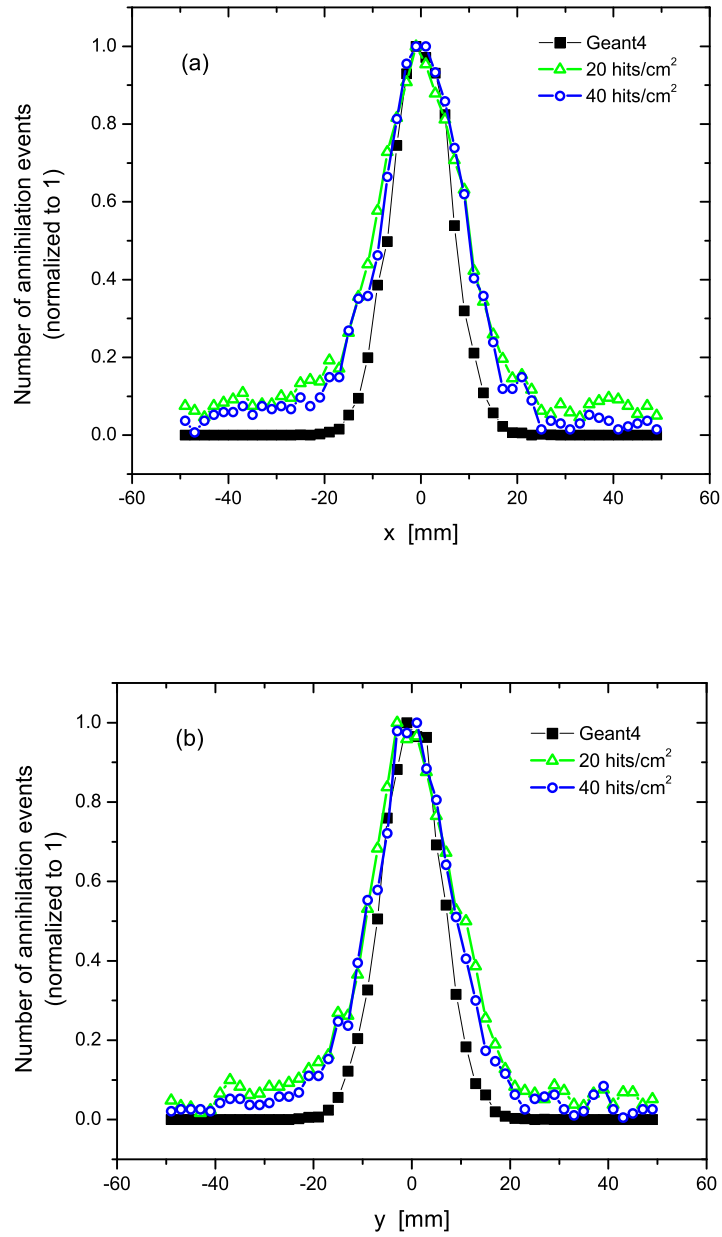 (a)
Geant4
20 hits/cm²
40 hits/cm²
Number of annihilation events
(normalized to 1)
1.0
0.8
0.6
0.4
0.2
0.0
-60 -40 -20 0 20 40 60
x [mm]
(b)
Geant4
20 hits/cm²
40 hits/cm²
Number of annihilation events
(normalized to 1)
1.0
0.8
0.6
0.4
0.2
0.0
-60 -40 -20 0 20 40 60
y [mm]